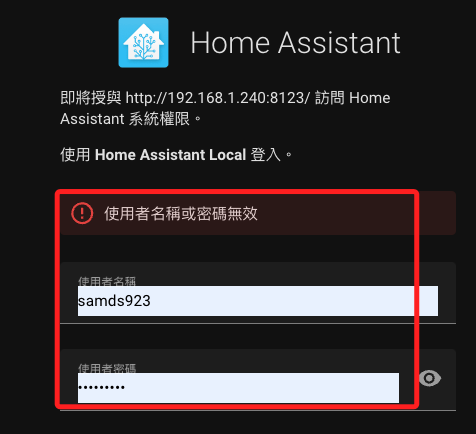 Home Assistant
即將授與 http://192.168.1.240:8123/ 訪問 Home
Assistant 系統權限。
使用 Home Assistant Local 登入。
使用者名稱或密碼無效
使用者名稱
samds923
使用者密碼
•••••••••